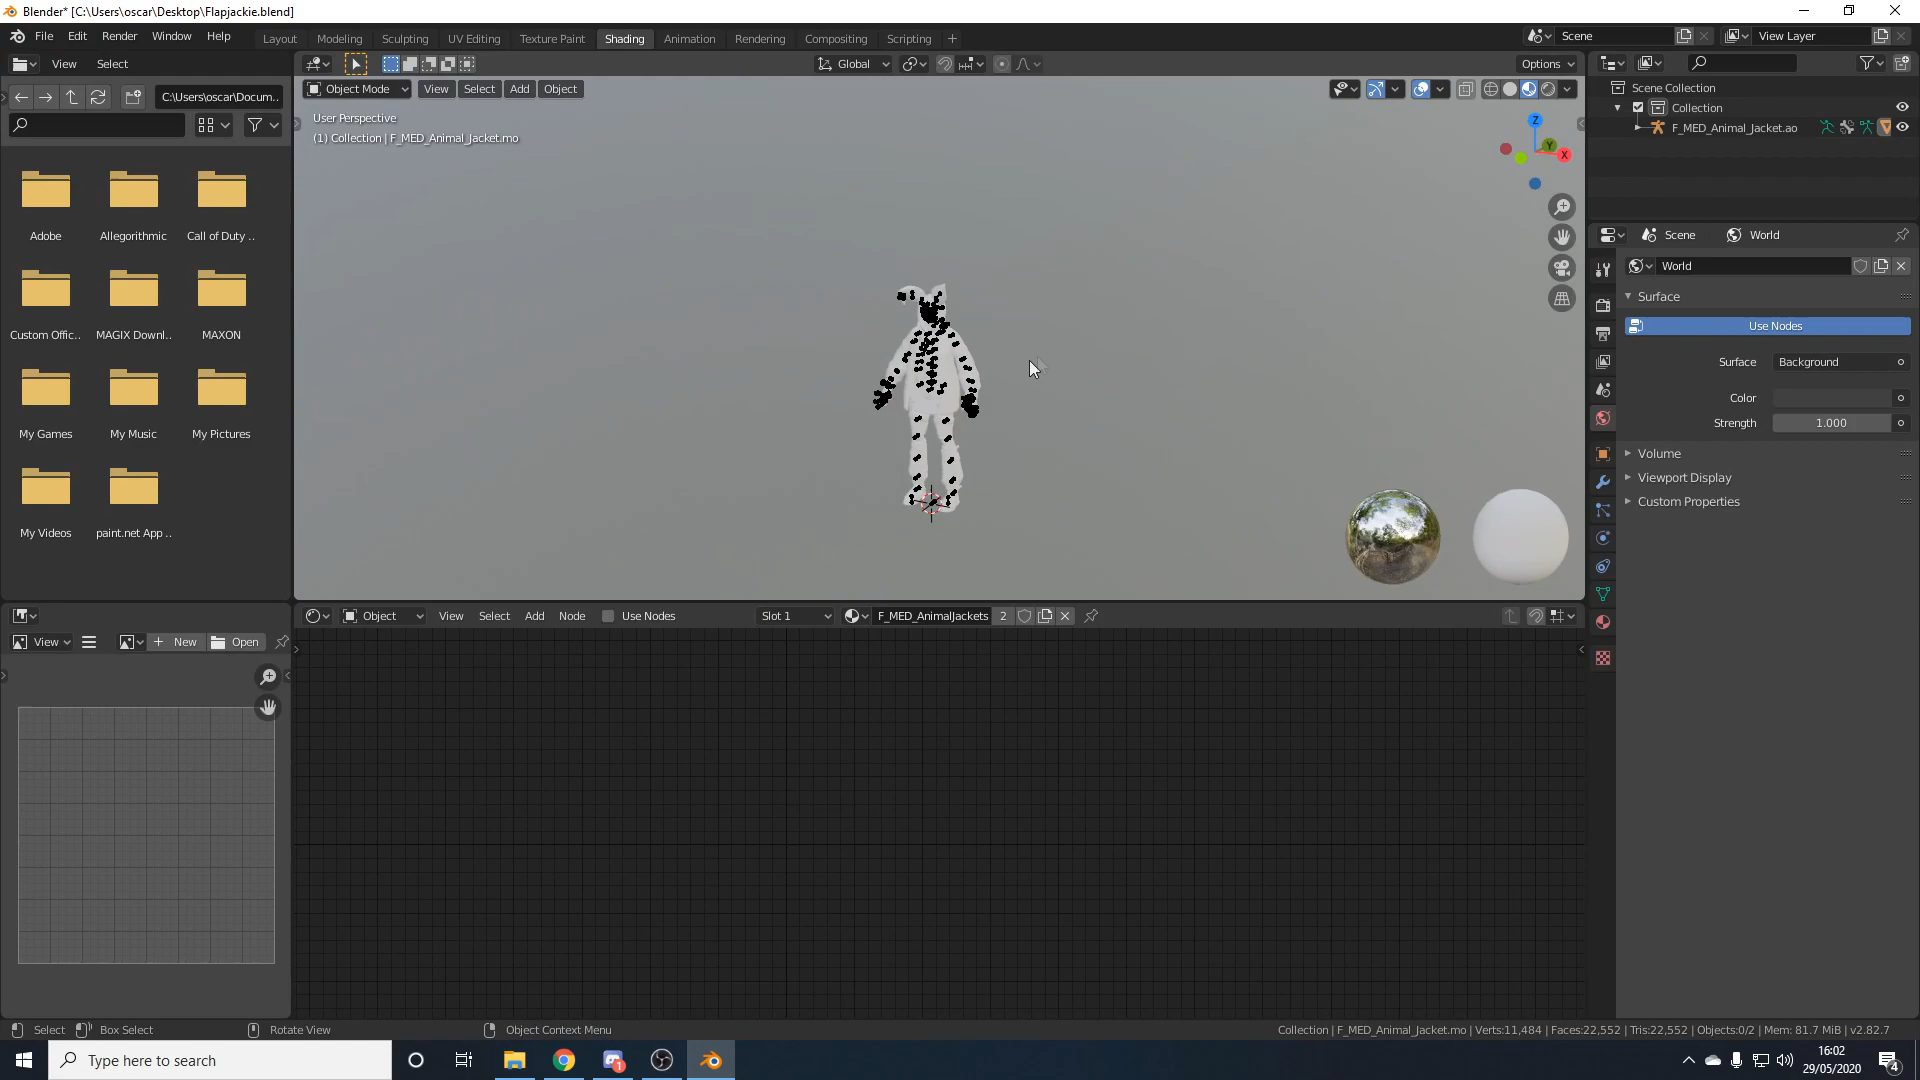 Blender* [C:\Users\oscar\Desktop\Flapjackie.blend]
File Edit Render Window Help Layout Modeling Sculpting UV Editing Texture Paint Shading Animation Rendering Compositing Scripting + Scene View Layer
View Select Global Options
C:\Users\oscar\Docum.. Object Mode View Select Add Object
User Perspective
(1) Collection | F_MED_Animal_Jacket.mo
Scene Collection
Collection
F_MED_Animal_Jacket.ao
Z
Y
X
Adobe Allegorithmic Call of Duty ..
Custom Offic.. MAGIX Downl.. MAXON
My Games My Music My Pictures
My Videos paint.net App ..
Scene World
World
Surface
Use Nodes
Surface Background
Color
Strength 1.000
Volume
Viewport Display
Custom Properties
Object View Select Add Node Use Nodes Slot 1 F_MED_AnimalJackets 2
View + New Open
Select Box Select Rotate View Object Context Menu Collection | F_MED_Animal_Jacket.mo | Verts:11,484 | Faces:22,552 | Tris:22,552 | Objects:0/2 | Mem: 81.7 MiB | v2.82.7
Type here to search
1
16:02
29/05/2020
4